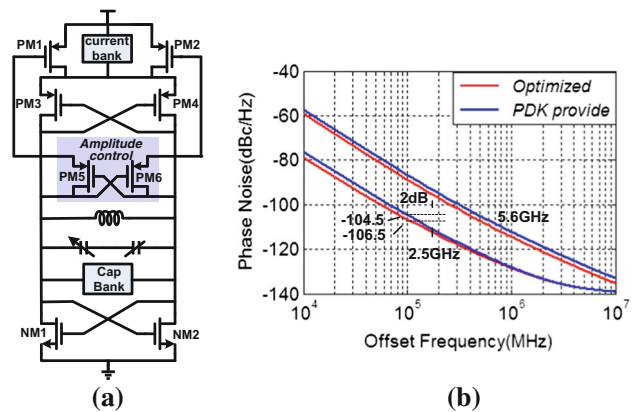 PM1
current
bank
PM2
PM3
PM4
Amplitude
control
PM5
PM6
Cap
Bank
NM1
NM2
(a)
Phase Noise(dBc/Hz)
-40
-60
-80
-100
-120
-140
Optimized
PDK provide
2dB
-104.5
-106.5
5.6GHz
2.5GHz
10^4
10^5
10^6
10^7
Offset Frequency(MHz)
(b)